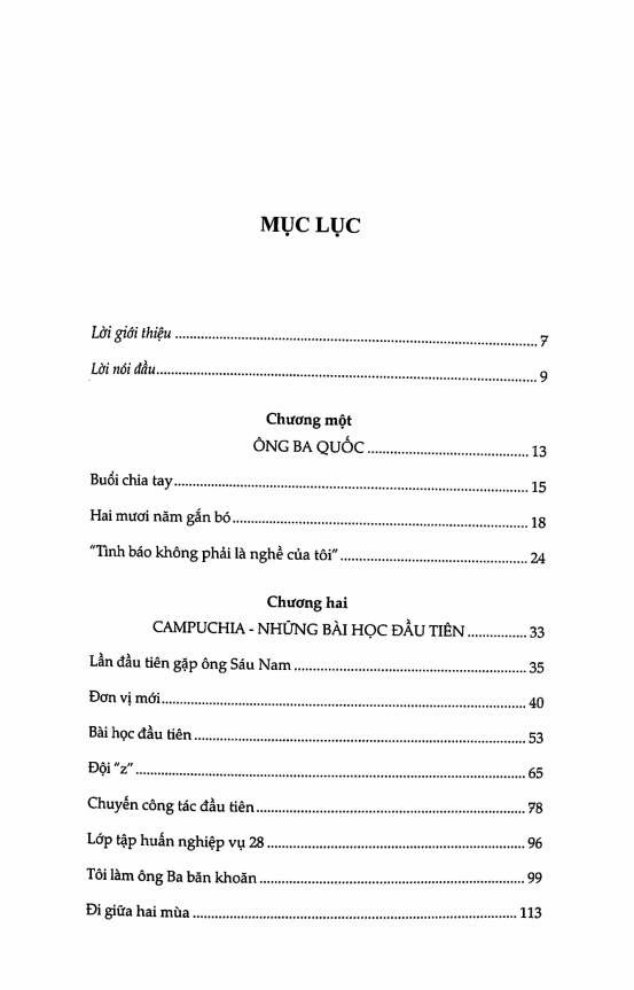 MỤC LỤC
Lời giới thiệu ........ 7
Lời nói đầu ........ 9
Chương một
ÔNG BA QUỐC ........ 13
Buổi chia tay ........ 15
Hai mươi năm gắn bó ........ 18
"Tình báo không phải là nghề của tôi" ........ 24
Chương hai
CAMPUCHIA - NHỮNG BÀI HỌC ĐẦU TIÊN ........ 33
Lần đầu tiên gặp ông Sáu Nam ........ 35
Đơn vị mới ........ 40
Bài học đầu tiên ........ 53
Đội "z" ........ 65
Chuyến công tác đầu tiên ........ 78
Lớp tập huấn nghiệp vụ 28 ........ 96
Tôi làm ông Ba băn khoăn ........ 99
Đi giữa hai mùa ........ 113